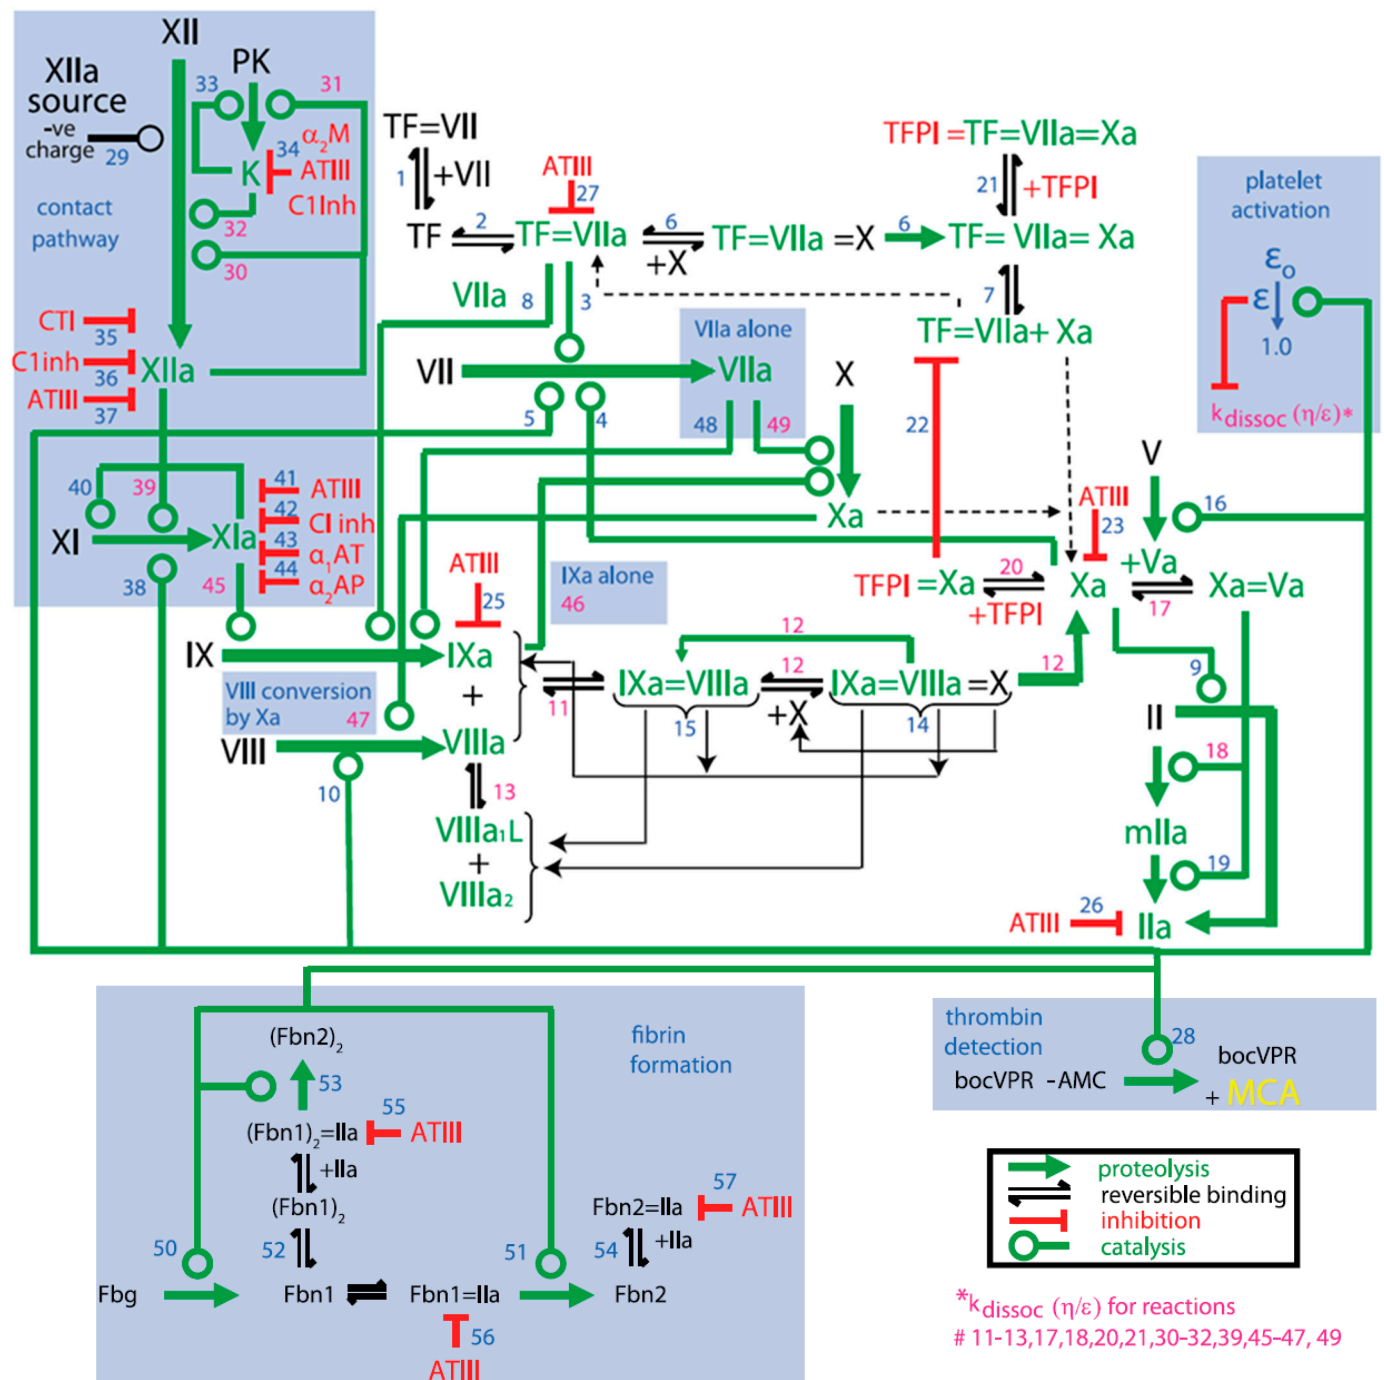 XII
PK
XIIa
source
-ve
charge
29
33
31
34
α₂M
ATIII
C1Inh
K
32
30
contact
pathway
CTI
35
C1inh
36
ATIII
37
XIIa
40
39
41
ATIII
42
CI inh
43
α₁AT
44
α₂AP
XI
XIa
38
45
TF=VII
1
+VII
TF
2
ATIII
27
TF=VIIa
6
+X
TF=VIIa =X
6
TF= VIIa= Xa
TFPI =TF=VIIa=Xa
21
+TFPI
7
TF=VIIa+ Xa
VIIa
8
3
VII
VIIa alone
VIIa
5
4
48
49
X
Xa
22
platelet
activation
ε₀
ε
1.0
k dissoc (η/ε)*
V
16
ATIII
23
+Va
TFPI =Xa
20
+TFPI
Xa
17
Xa=Va
IX
IXa
ATIII
25
IXa alone
46
+
VIII conversion
by Xa
47
VIII
VIIIa
10
11
IXa=VIIIa
12
12
+X
IXa=VIIIa =X
12
15
14
13
VIIIa₁L
+
VIIIa₂
9
II
18
mIIa
19
ATIII
26
IIa
fibrin
formation
(Fbn2)₂
53
(Fbn1)₂=IIa
55
ATIII
+IIa
(Fbn1)₂
50
52
Fbg
Fbn1
Fbn1=IIa
51
56
ATIII
Fbn2=IIa
57
ATIII
54
+IIa
Fbn2
thrombin
detection
28
bocVPR -AMC
bocVPR
+ MCA
proteolysis
reversible binding
inhibition
catalysis
*k dissoc (η/ε) for reactions
# 11-13,17,18,20,21,30-32,39,45-47, 49